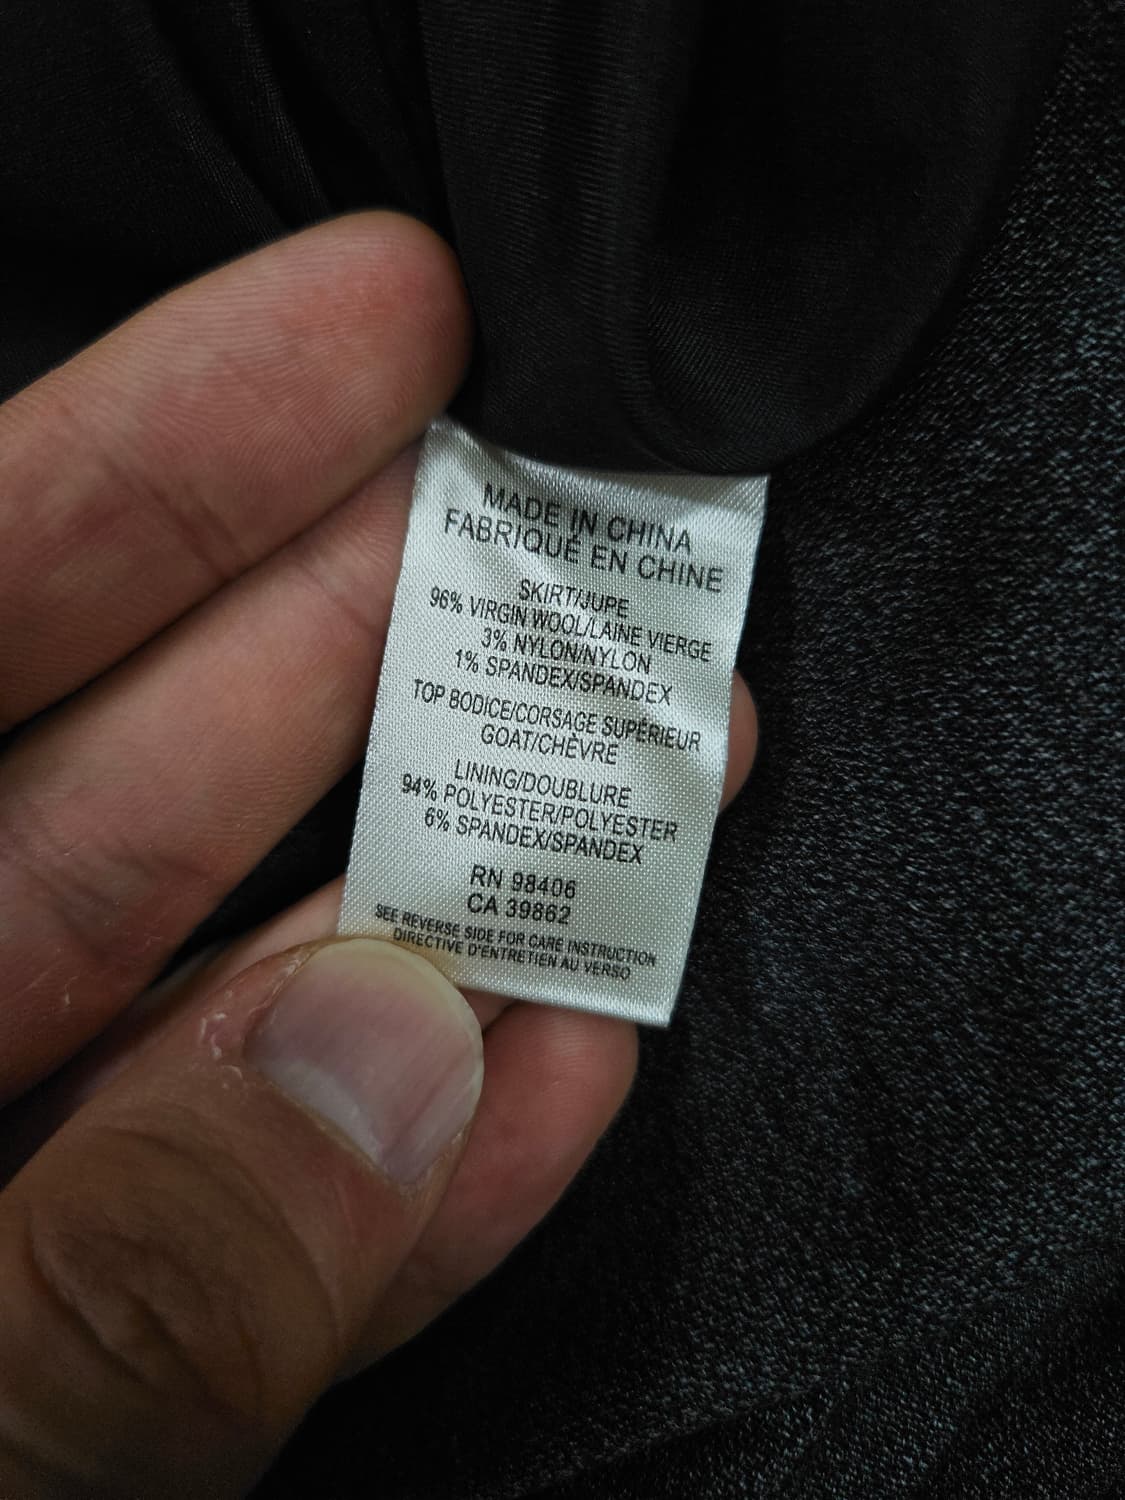 MADE IN CHINA
FABRIQUE EN CHINE
SKIRT/JUPE
96% VIRGIN WOOL/LAINE VIERGE
3% NYLON/NYLON
1% SPANDEX/SPANDEX
TOP BODICE/CORSAGE SUPÉRIEUR
GOAT/CHÈVRE
LINING/DOUBLURE
94% POLYESTER/POLYESTER
6% SPANDEX/SPANDEX
RN 98406
CA 39862
SEE REVERSE SIDE FOR CARE INSTRUCTION
DIRECTIVE D'ENTRETIEN AU VERSO